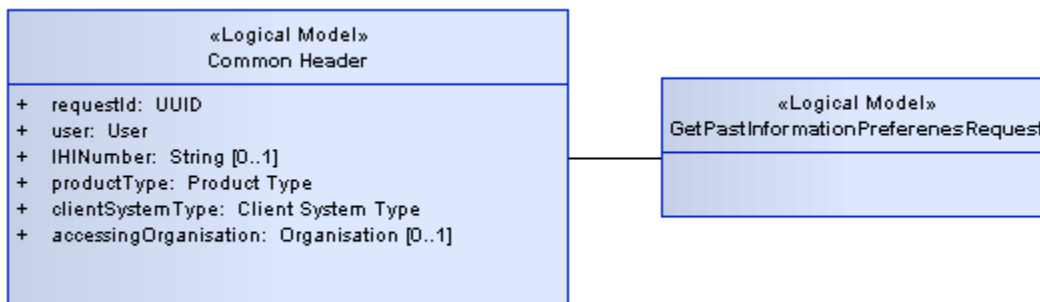 «Logical Model»
Common Header
+ requestId: UUID
+ user: User
+ IHINumber: String [0..1]
+ productType: Product Type
+ clientSystemType: Client System Type
+ accessingOrganisation: Organisation [0..1]
«Logical Model»
GetPastInformationPreferenesRequest